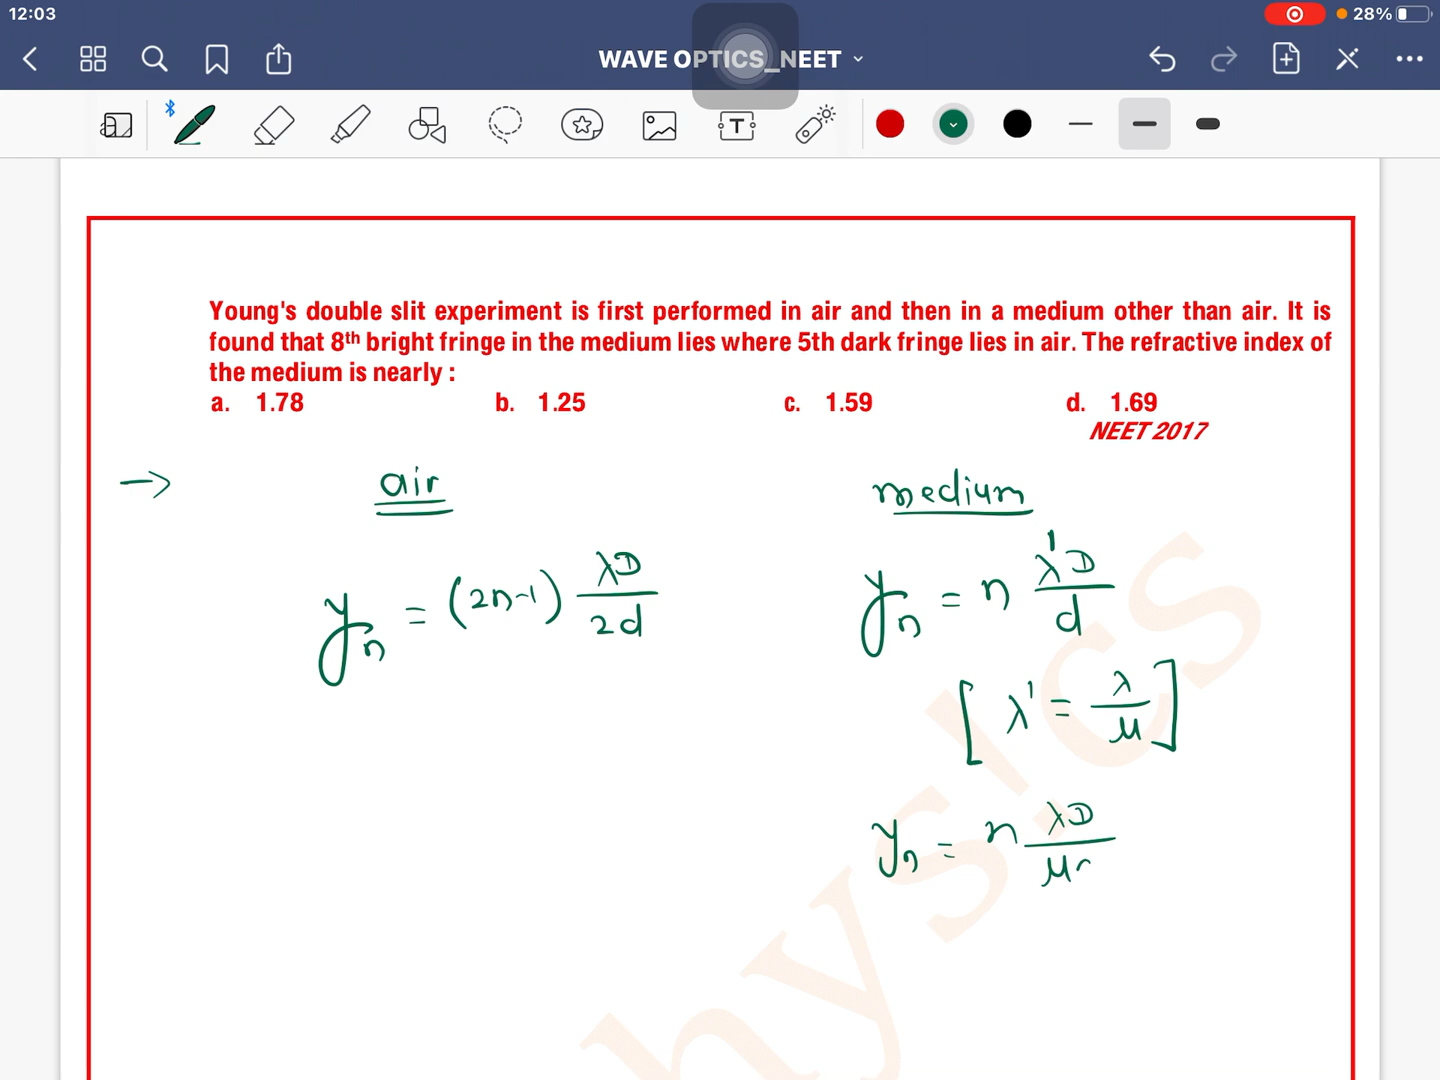 12:03
28%
WAVE OPTICS_NEET
T
Young's double slit experiment is first performed in air and then in a medium other than air. It is
found that 8th bright fringe in the medium lies where 5th dark fringe lies in air. The refractive index of
the medium is nearly :
a. 1.78 b. 1.25 c. 1.59 d. 1.69
NEET 2017
→ air medium
yₙ = (2n-1) λD/2d yₙ = n λ'D/d
[λ' = λ/μ]
yₙ = n λD/μ
hysics